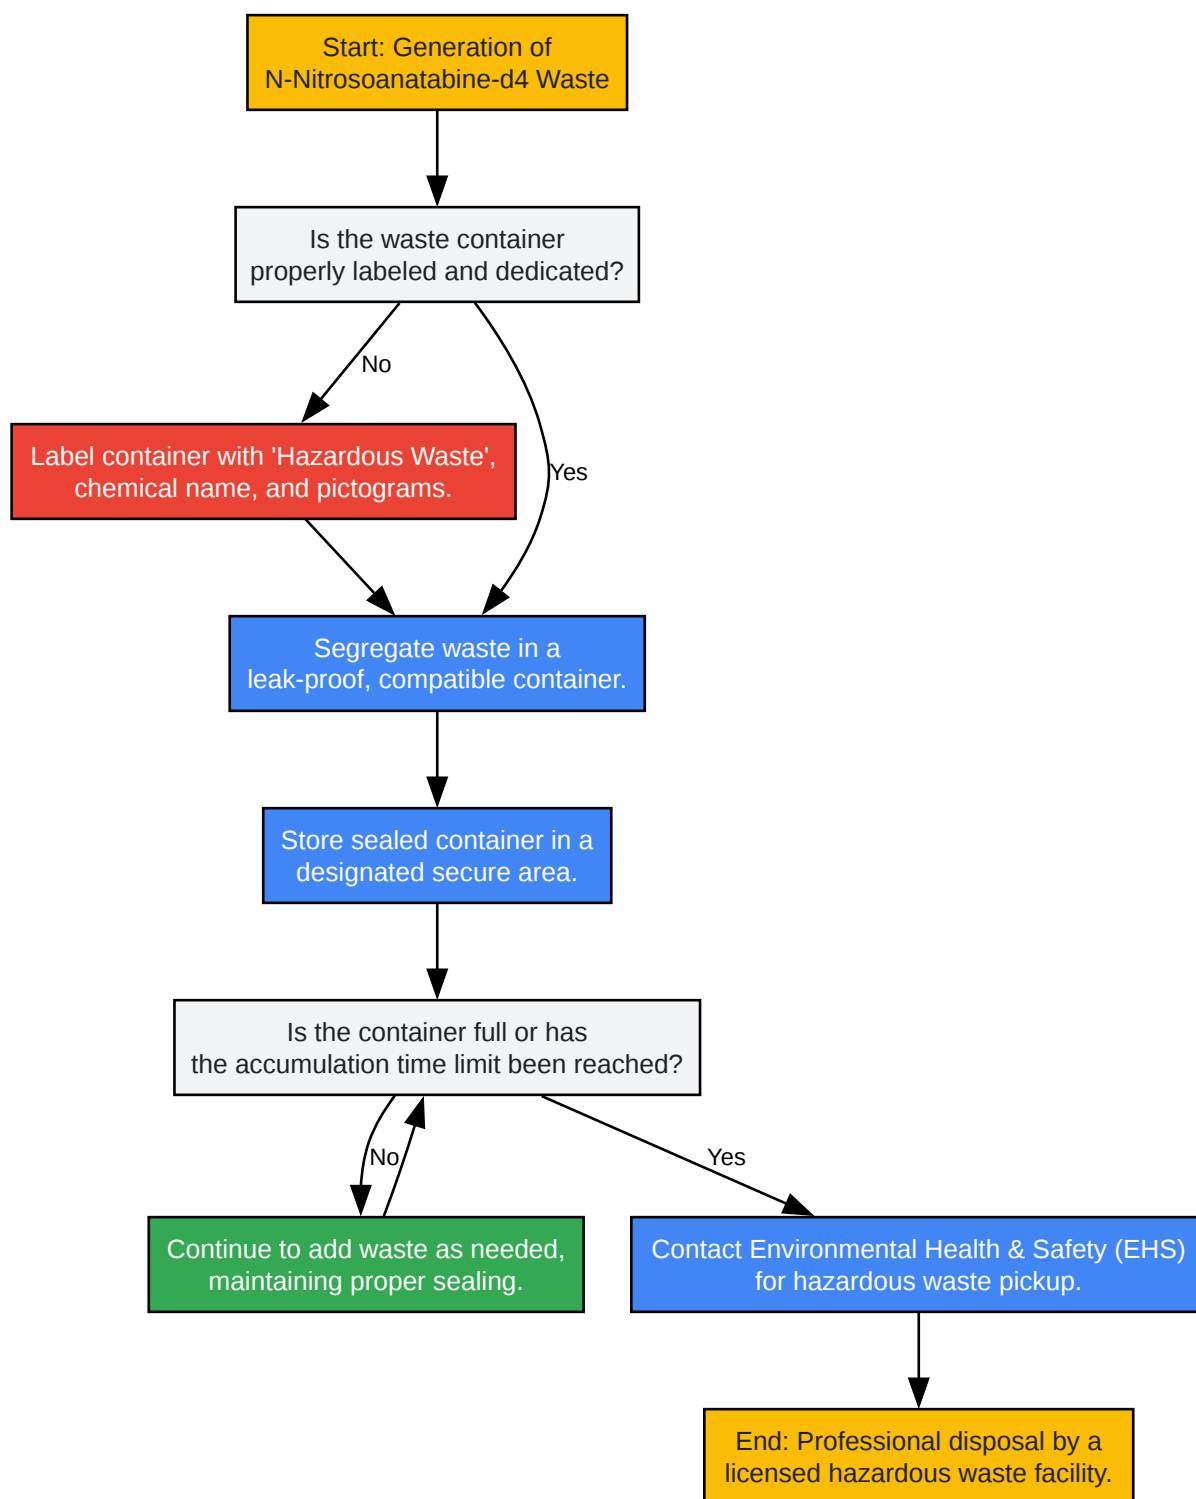 Start: Generation of
N-Nitrosoanatabine-d4 Waste
Is the waste container
properly labeled and dedicated?
No
Yes
Label container with 'Hazardous Waste',
chemical name, and pictograms.
Segregate waste in a
leak-proof, compatible container.
Store sealed container in a
designated secure area.
Is the container full or has
the accumulation time limit been reached?
No
Yes
Continue to add waste as needed,
maintaining proper sealing.
Contact Environmental Health & Safety (EHS)
for hazardous waste pickup.
End: Professional disposal by a
licensed hazardous waste facility.